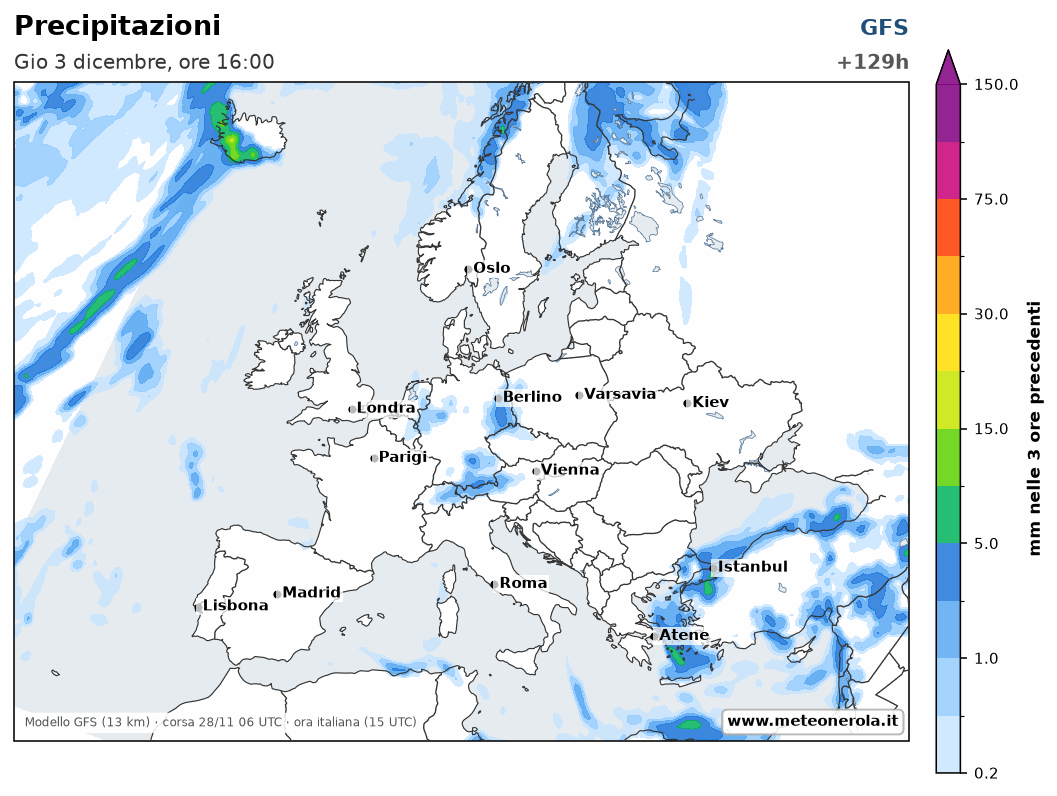 Precipitazioni
GFS
Gio 3 dicembre, ore 16:00
+129h
150.0
75.0
30.0
15.0
5.0
1.0
0.2
mm nelle 3 ore precedenti
Oslo
Berlino
Varsavia
Kiev
Londra
Parigi
Vienna
Istanbul
Roma
Madrid
Lisbona
Atene
Modello GFS (13 km) · corsa 28/11 06 UTC · ora italiana (15 UTC)
www.meteonerola.it